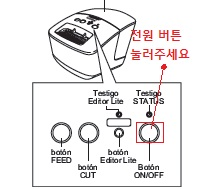 전원 버튼
눌러주세요
Testigo
Editor Lite
Testigo
STATUS
botón
FEED
botón
CUT
botón
Editor Lite
Botón
ON/OFF